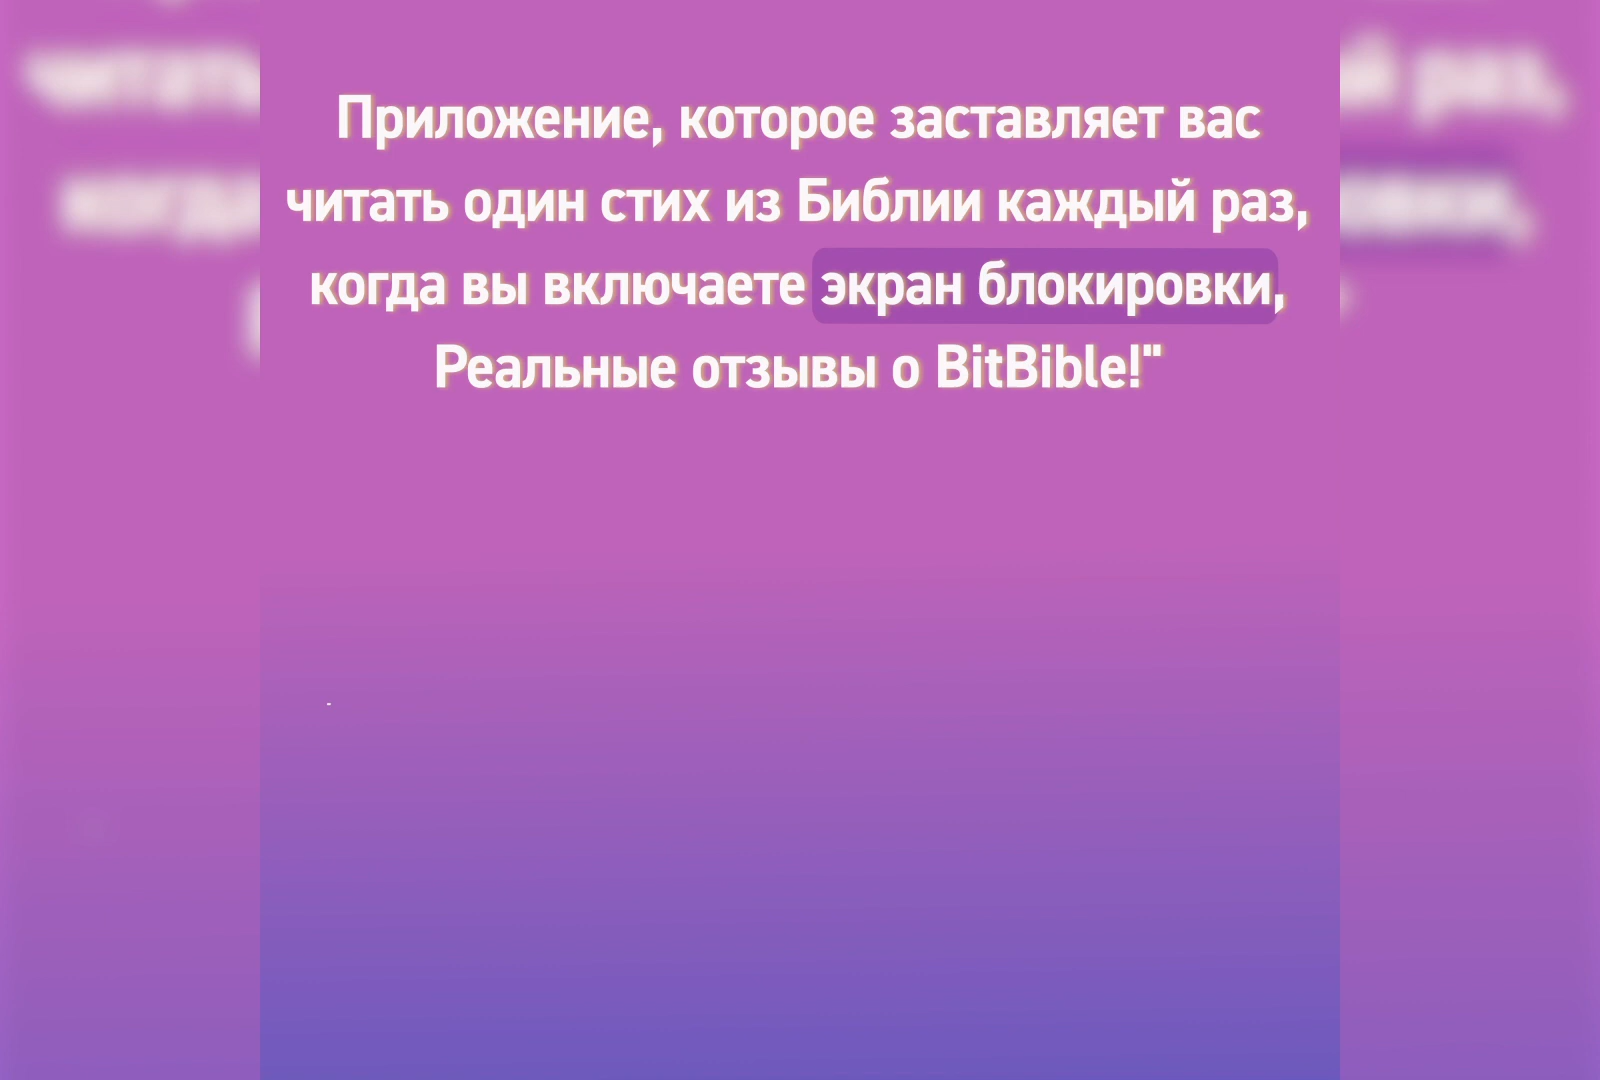 Приложение, которое заставляет вас
читать один стих из Библии каждый раз,
когда вы включаете экран блокировки,
Реальные отзывы о BitBible!"